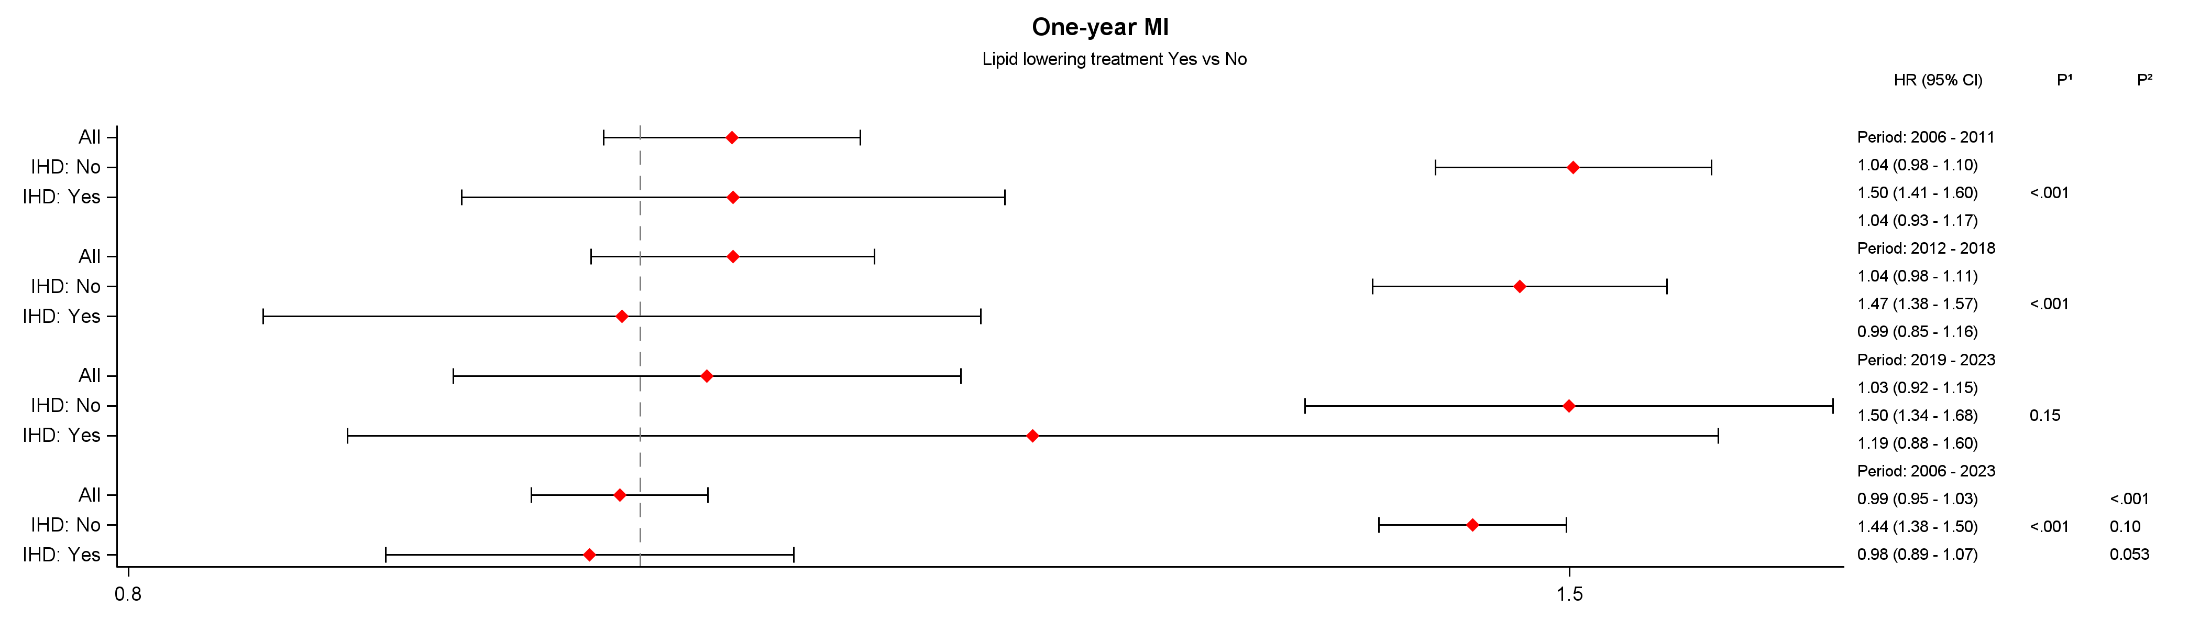 One-year MI
Lipid lowering treatment Yes vs No
HR (95% CI) P¹ P²
All
IHD: No
IHD: Yes
All
IHD: No
IHD: Yes
All
IHD: No
IHD: Yes
All
IHD: No
IHD: Yes
Period: 2006 - 2011
1.04 (0.98 - 1.10)
1.50 (1.41 - 1.60) <.001
1.04 (0.93 - 1.17)
Period: 2012 - 2018
1.04 (0.98 - 1.11)
1.47 (1.38 - 1.57) <.001
0.99 (0.85 - 1.16)
Period: 2019 - 2023
1.03 (0.92 - 1.15)
1.50 (1.34 - 1.68) 0.15
1.19 (0.88 - 1.60)
Period: 2006 - 2023
0.99 (0.95 - 1.03) <.001
1.44 (1.38 - 1.50) <.001 0.10
0.98 (0.89 - 1.07) 0.053
0.8 1.5